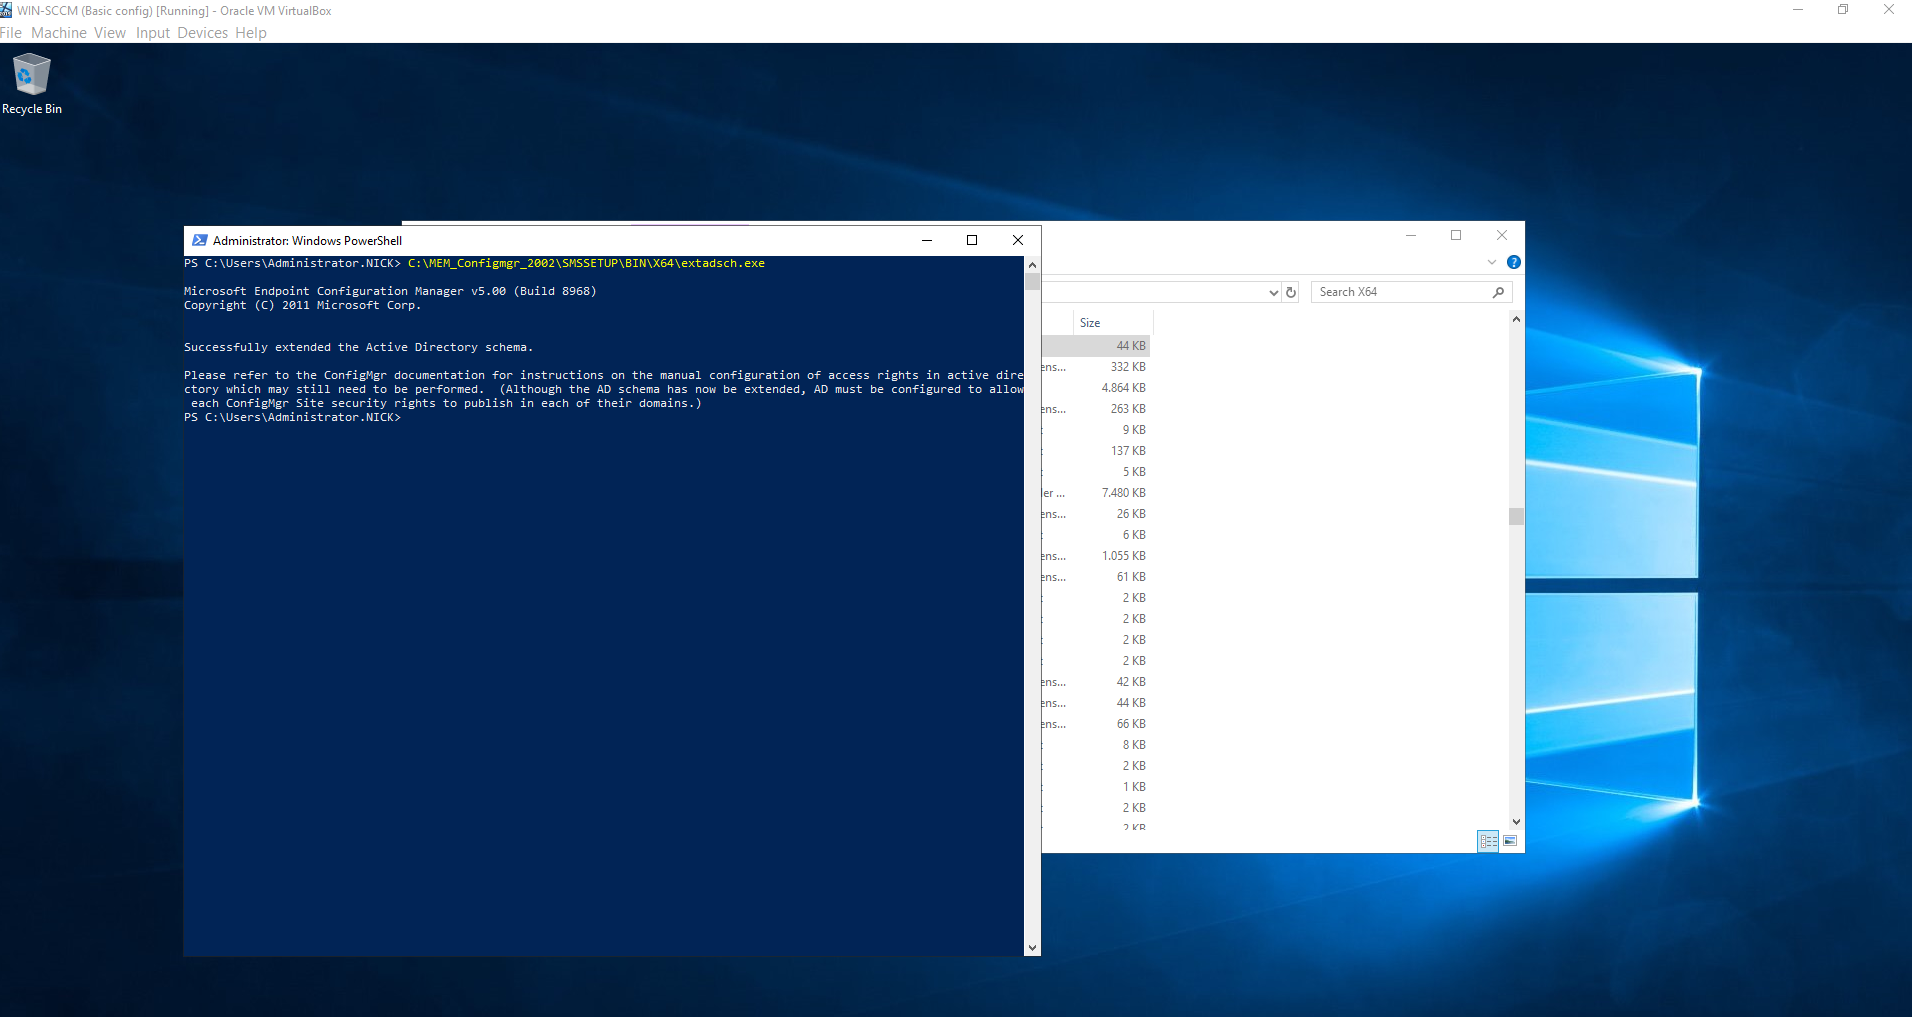 WIN-SCCM (Basic config) [Running] - Oracle VM VirtualBox
File Machine View Input Devices Help
Recycle Bin
Administrator: Windows PowerShell
PS C:\Users\Administrator.NICK> C:\MEM_Configmgr_2002\SMSSETUP\BIN\X64\extadsch.exe
Microsoft Endpoint Configuration Manager v5.00 (Build 8968)
Copyright (C) 2011 Microsoft Corp.
Successfully extended the Active Directory schema.
Please refer to the ConfigMgr documentation for instructions on the manual configuration of access rights in active dire
ctory which may still need to be performed.  (Although the AD schema has now be extended, AD must be configured to allow
 each ConfigMgr Site security rights to publish in each of their domains.)
PS C:\Users\Administrator.NICK>
Search X64
Size
44 KB
ens... 332 KB
4.864 KB
ens... 263 KB
9 KB
137 KB
5 KB
ler ... 7.480 KB
ens... 26 KB
6 KB
ens... 1.055 KB
ens... 61 KB
2 KB
2 KB
2 KB
2 KB
ens... 42 KB
ens... 44 KB
ens... 66 KB
8 KB
2 KB
1 KB
2 KB
2 KB